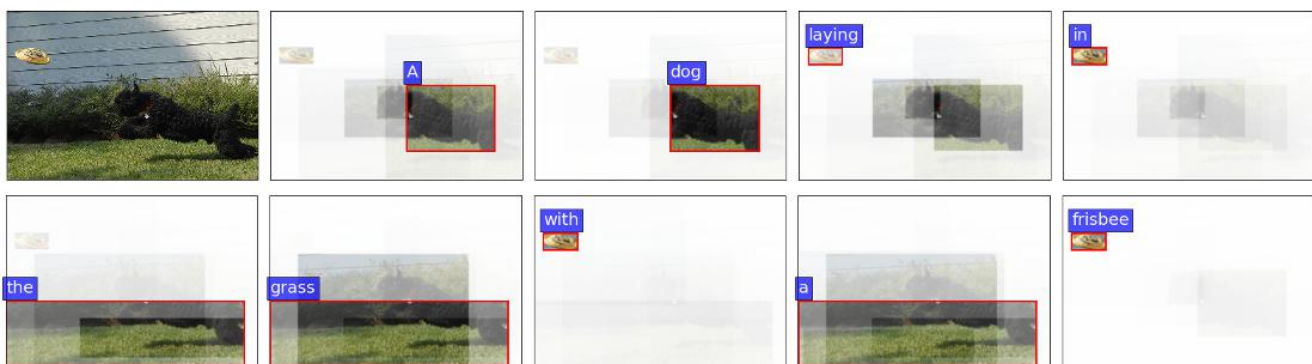 A
dog
laying
in
the
grass
with
a
frisbee